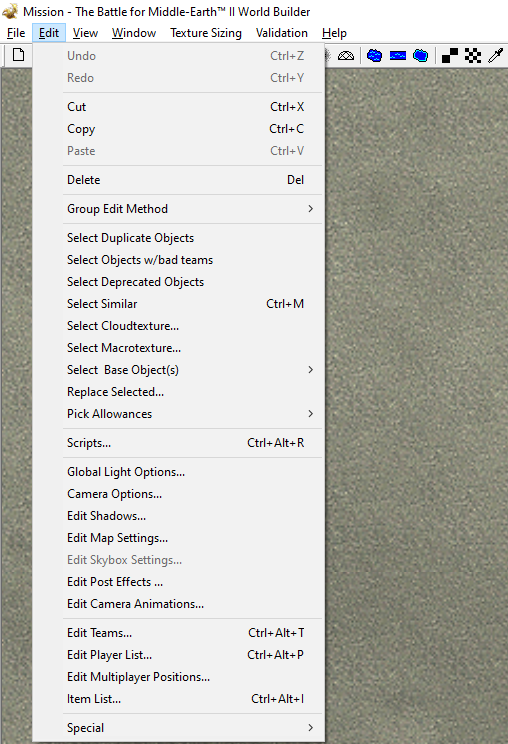 Mission - The Battle for Middle-Earth™ II World Builder
File Edit View Window Texture Sizing Validation Help
Undo Ctrl+Z
Redo Ctrl+Y
Cut Ctrl+X
Copy Ctrl+C
Paste Ctrl+V
Delete Del
Group Edit Method
Select Duplicate Objects
Select Objects w/bad teams
Select Deprecated Objects
Select Similar Ctrl+M
Select Cloudtexture...
Select Macrotexture...
Select  Base Object(s)
Replace Selected...
Pick Allowances
Scripts... Ctrl+Alt+R
Global Light Options...
Camera Options...
Edit Shadows...
Edit Map Settings...
Edit Skybox Settings...
Edit Post Effects ...
Edit Camera Animations...
Edit Teams... Ctrl+Alt+T
Edit Player List... Ctrl+Alt+P
Edit Multiplayer Positions...
Item List... Ctrl+Alt+I
Special